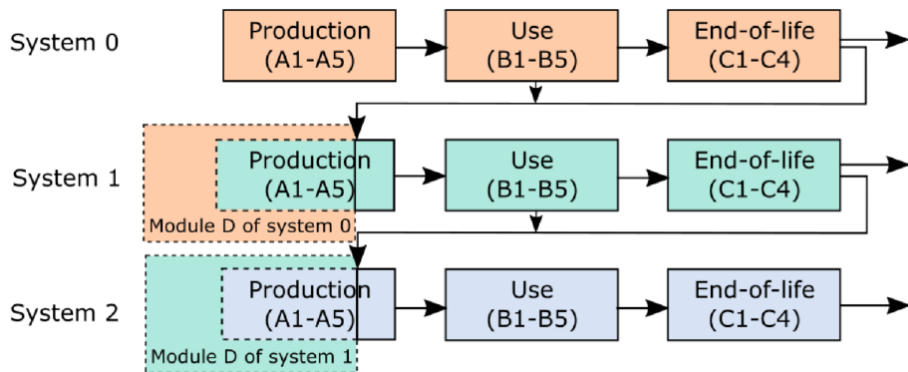 System 0
Production
(A1-A5)
Use
(B1-B5)
End-of-life
(C1-C4)
System 1
Production
(A1-A5)
Module D of system 0
Use
(B1-B5)
End-of-life
(C1-C4)
System 2
Production
(A1-A5)
Module D of system 1
Use
(B1-B5)
End-of-life
(C1-C4)